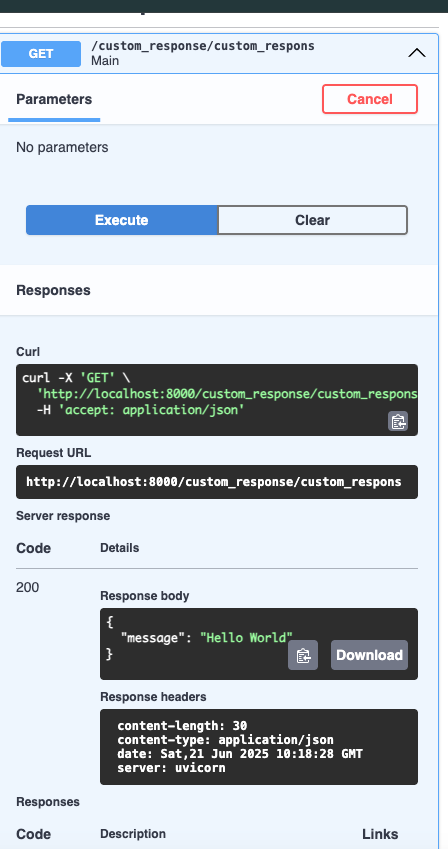 GET
/custom_response/custom_respons
Main
Parameters
Cancel
No parameters
Execute
Clear
Responses
Curl
curl -X 'GET' \
'http://localhost:8000/custom_response/custom_respons
-H 'accept: application/json'
Request URL
http://localhost:8000/custom_response/custom_respons
Server response
Code Details
200
Response body
{
"message": "Hello World"
}
Download
Response headers
content-length: 30
content-type: application/json
date: Sat,21 Jun 2025 10:18:28 GMT
server: uvicorn
Responses
Code Description Links